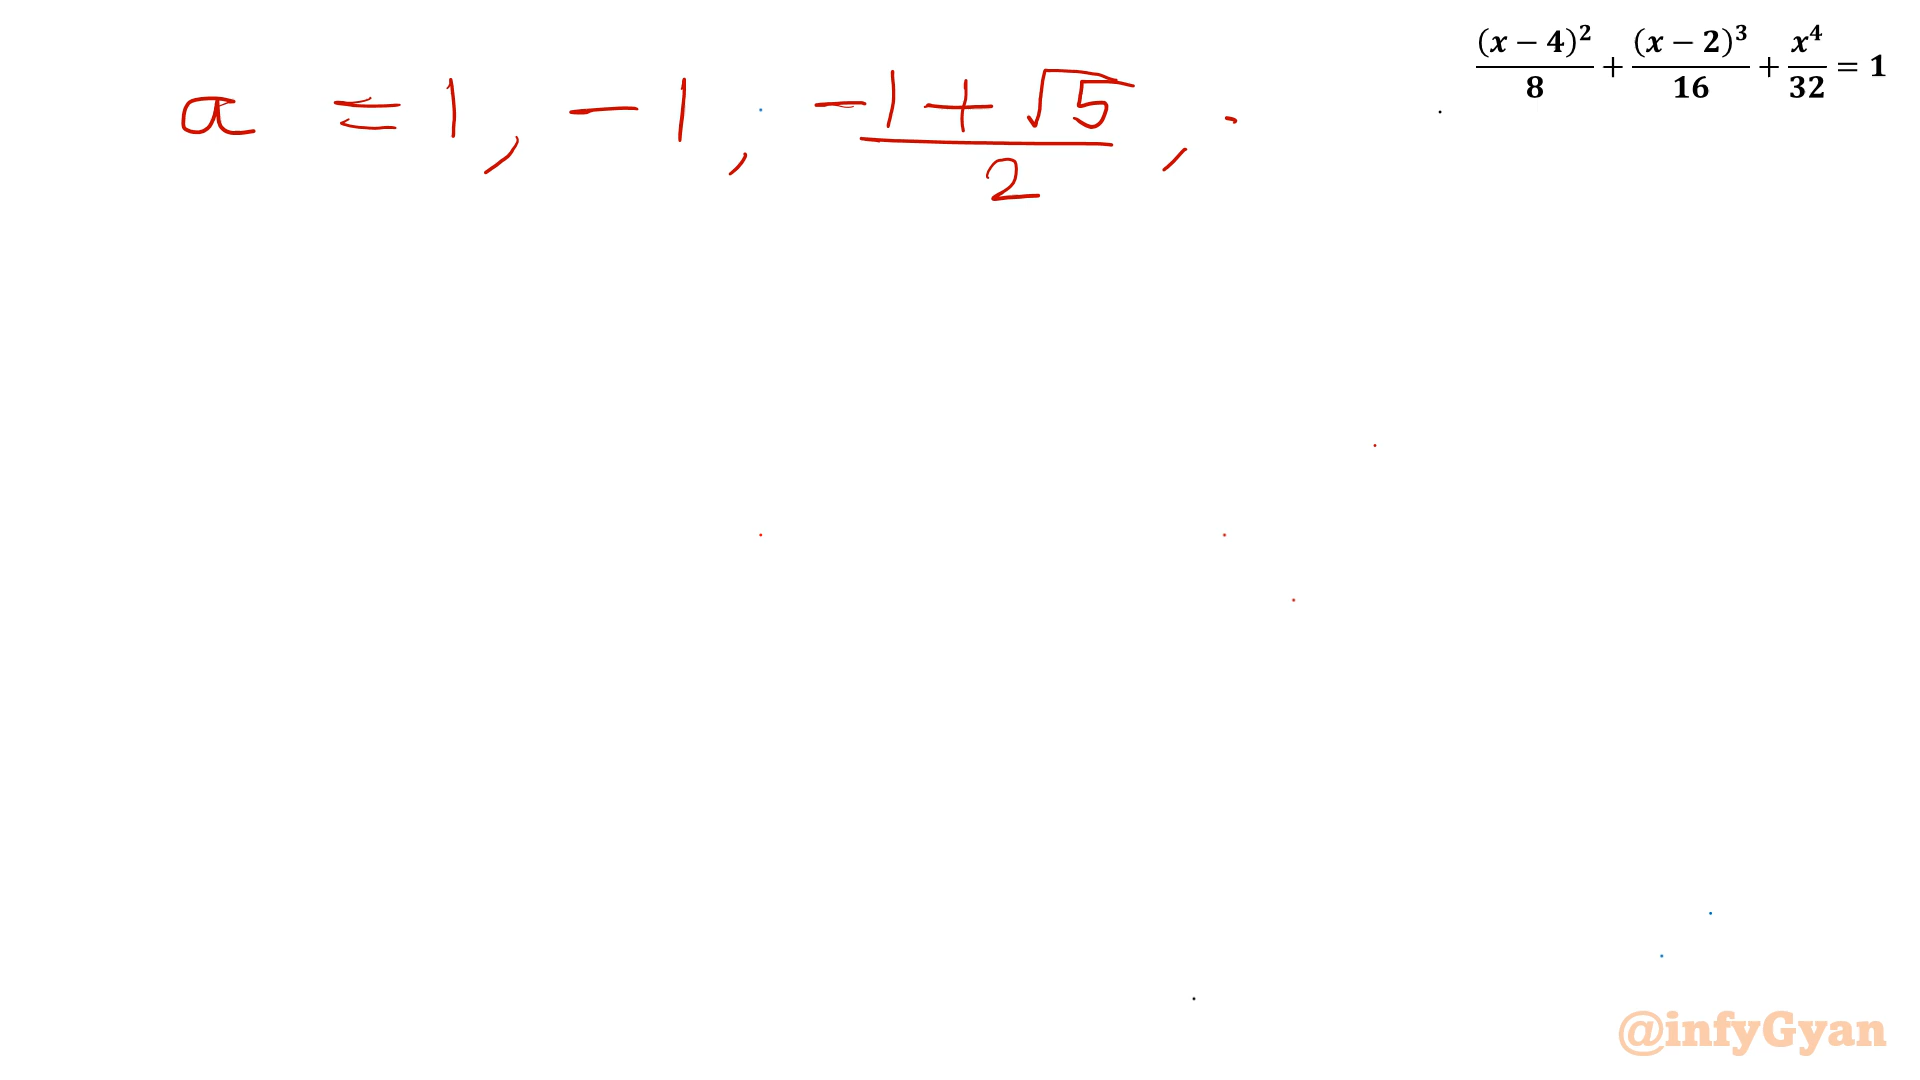 (x − 4)²/8 + (x − 2)³/16 + x⁴/32 = 1
a = 1, −1, (−1 + √5)/2, -
@infyGyan